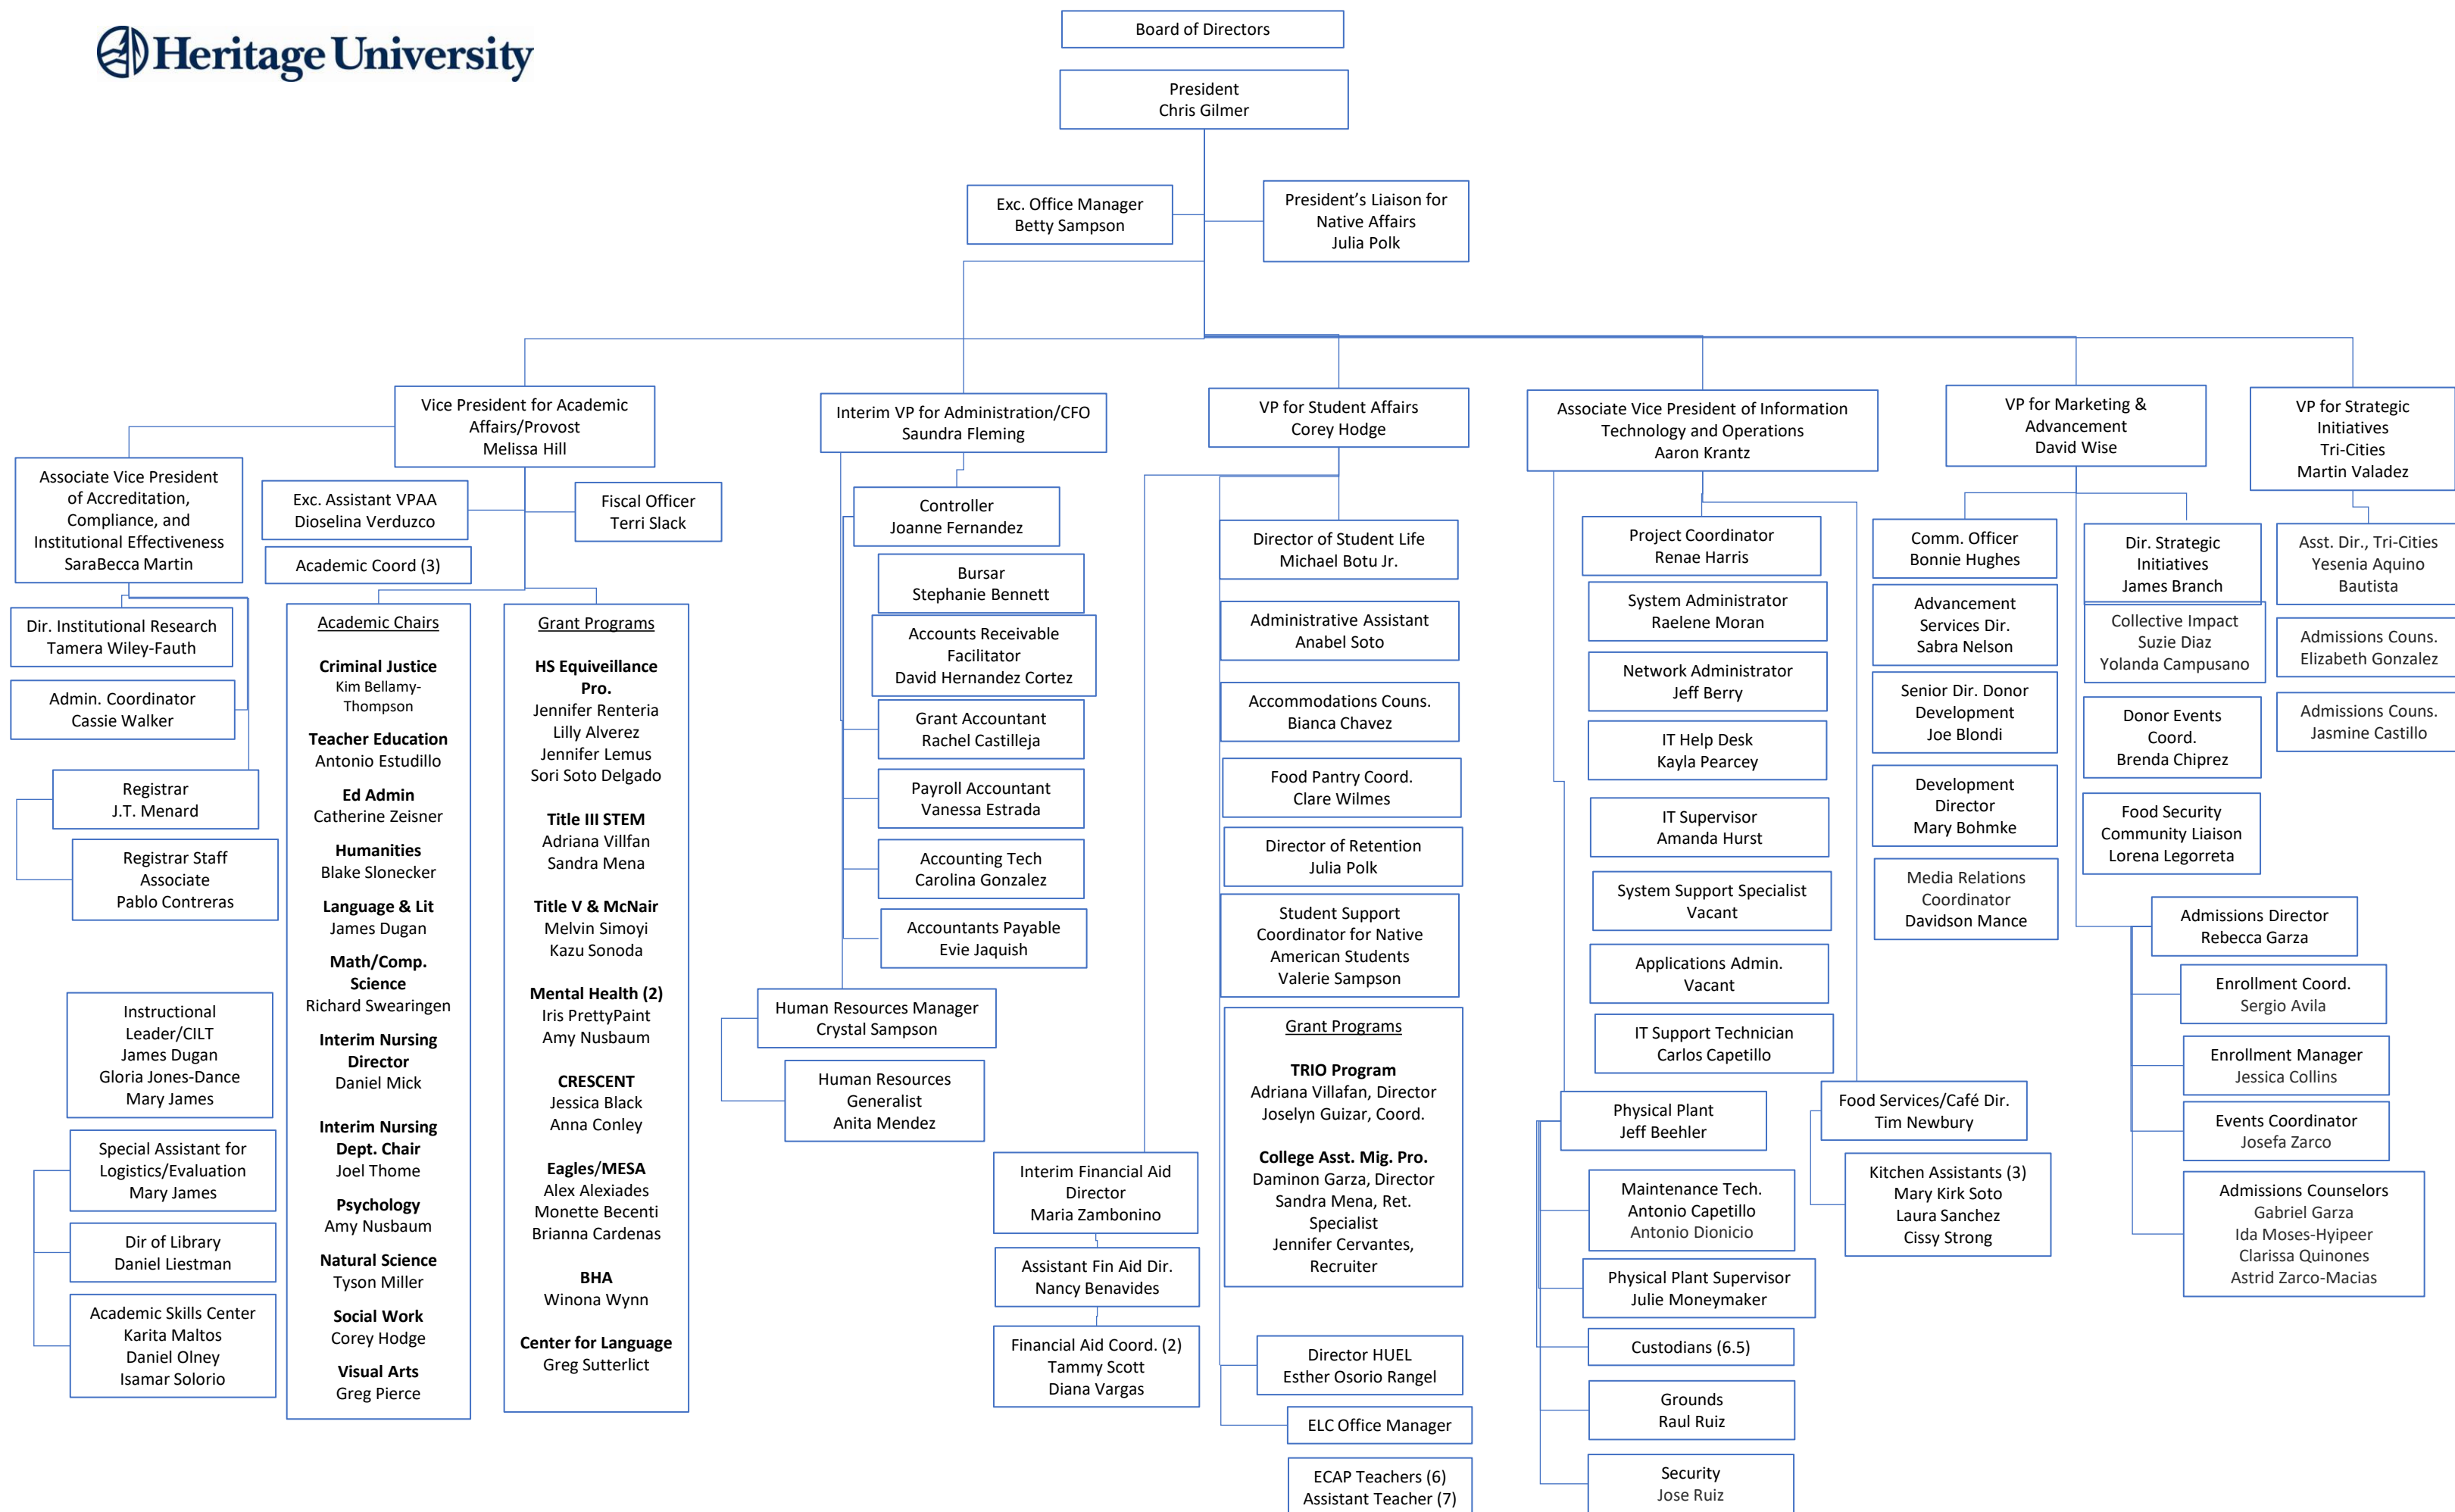 Heritage University
Board of Directors
President
Chris Gilmer
Exc. Office Manager
Betty Sampson
President's Liaison for
Native Affairs
Julia Polk
Vice President for Academic
Affairs/Provost
Melissa Hill
Associate Vice President
of Accreditation,
Compliance, and
Institutional Effectiveness
SaraBecca Martin
Exc. Assistant VPAA
Dioselina Verduzco
Fiscal Officer
Terri Slack
Academic Coord (3)
Dir. Institutional Research
Tamera Wiley-Fauth
Admin. Coordinator
Cassie Walker
Registrar
J.T. Menard
Registrar Staff
Associate
Pablo Contreras
Instructional
Leader/CILT
James Dugan
Gloria Jones-Dance
Mary James
Special Assistant for
Logistics/Evaluation
Mary James
Dir of Library
Daniel Liestman
Academic Skills Center
Karita Maltos
Daniel Olney
Isamar Solorio
Academic Chairs
Criminal Justice
Kim Bellamy-
Thompson
Teacher Education
Antonio Estudillo
Ed Admin
Catherine Zeisner
Humanities
Blake Slonecker
Language & Lit
James Dugan
Math/Comp.
Science
Richard Swearingen
Interim Nursing
Director
Daniel Mick
Interim Nursing
Dept. Chair
Joel Thome
Psychology
Amy Nusbaum
Natural Science
Tyson Miller
Social Work
Corey Hodge
Visual Arts
Greg Pierce
Grant Programs
HS Equiveillance
Pro.
Jennifer Renteria
Lilly Alverez
Jennifer Lemus
Sori Soto Delgado
Title III STEM
Adriana Villfan
Sandra Mena
Title V & McNair
Melvin Simoyi
Kazu Sonoda
Mental Health (2)
Iris PrettyPaint
Amy Nusbaum
CRESCENT
Jessica Black
Anna Conley
Eagles/MESA
Alex Alexiades
Monette Becenti
Brianna Cardenas
BHA
Winona Wynn
Center for Language
Greg Sutterlict
Interim VP for Administration/CFO
Saundra Fleming
Controller
Joanne Fernandez
Bursar
Stephanie Bennett
Accounts Receivable
Facilitator
David Hernandez Cortez
Grant Accountant
Rachel Castilleja
Payroll Accountant
Vanessa Estrada
Accounting Tech
Carolina Gonzalez
Accountants Payable
Evie Jaquish
Human Resources Manager
Crystal Sampson
Human Resources
Generalist
Anita Mendez
VP for Student Affairs
Corey Hodge
Director of Student Life
Michael Botu Jr.
Administrative Assistant
Anabel Soto
Accommodations Couns.
Bianca Chavez
Food Pantry Coord.
Clare Wilmes
Director of Retention
Julia Polk
Student Support
Coordinator for Native
American Students
Valerie Sampson
Grant Programs
TRIO Program
Adriana Villafan, Director
Joselyn Guizar, Coord.
College Asst. Mig. Pro.
Daminon Garza, Director
Sandra Mena, Ret.
Specialist
Jennifer Cervantes,
Recruiter
Interim Financial Aid
Director
Maria Zambonino
Assistant Fin Aid Dir.
Nancy Benavides
Financial Aid Coord. (2)
Tammy Scott
Diana Vargas
Director HUEL
Esther Osorio Rangel
ELC Office Manager
ECAP Teachers (6)
Assistant Teacher (7)
Associate Vice President of Information
Technology and Operations
Aaron Krantz
Project Coordinator
Renae Harris
System Administrator
Raelene Moran
Network Administrator
Jeff Berry
IT Help Desk
Kayla Pearcey
IT Supervisor
Amanda Hurst
System Support Specialist
Vacant
Applications Admin.
Vacant
IT Support Technician
Carlos Capetillo
Physical Plant
Jeff Beehler
Maintenance Tech.
Antonio Capetillo
Antonio Dionicio
Physical Plant Supervisor
Julie Moneymaker
Custodians (6.5)
Grounds
Raul Ruiz
Security
Jose Ruiz
Food Services/Café Dir.
Tim Newbury
Kitchen Assistants (3)
Mary Kirk Soto
Laura Sanchez
Cissy Strong
VP for Marketing &
Advancement
David Wise
Comm. Officer
Bonnie Hughes
Advancement
Services Dir.
Sabra Nelson
Senior Dir. Donor
Development
Joe Blondi
Development
Director
Mary Bohmke
Media Relations
Coordinator
Davidson Mance
Dir. Strategic
Initiatives
James Branch
Collective Impact
Suzie Diaz
Yolanda Campusano
Donor Events
Coord.
Brenda Chiprez
Food Security
Community Liaison
Lorena Legorreta
Admissions Director
Rebecca Garza
Enrollment Coord.
Sergio Avila
Enrollment Manager
Jessica Collins
Events Coordinator
Josefa Zarco
Admissions Counselors
Gabriel Garza
Ida Moses-Hyipeer
Clarissa Quinones
Astrid Zarco-Macias
VP for Strategic
Initiatives
Tri-Cities
Martin Valadez
Asst. Dir., Tri-Cities
Yesenia Aquino
Bautista
Admissions Couns.
Elizabeth Gonzalez
Admissions Couns.
Jasmine Castillo